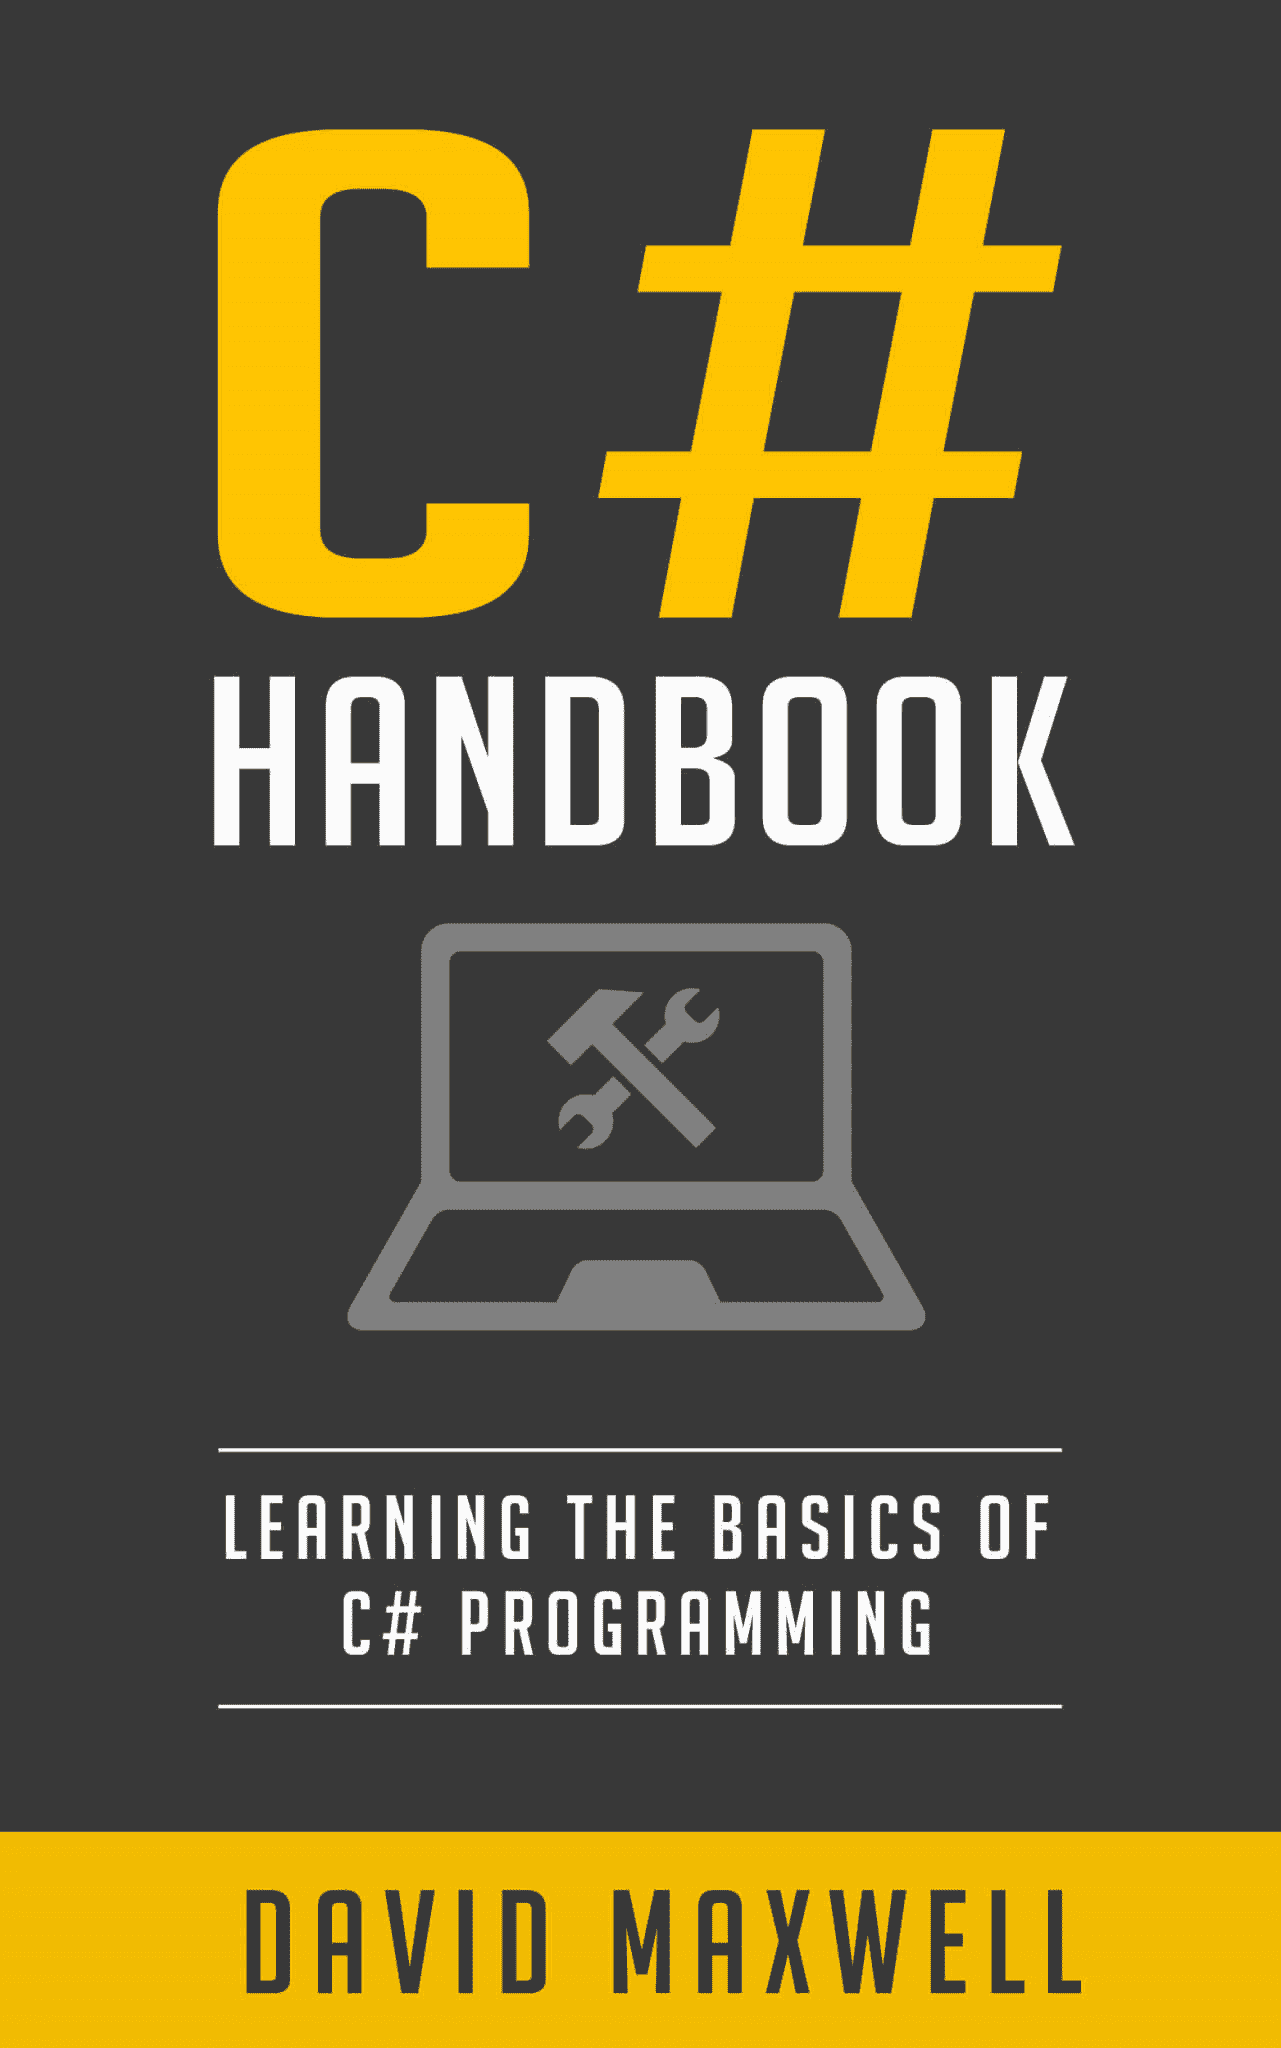 C#
HANDBOOK
LEARNING THE BASICS OF
C# PROGRAMMING
DAVID MAXWELL